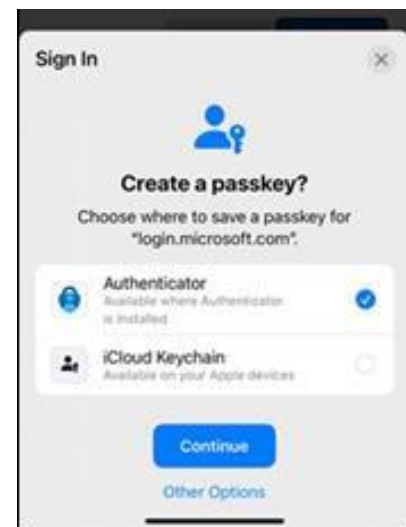 Sign In
Create a passkey?
Choose where to save a passkey for
"login.microsoft.com".
Authenticator
Available where Authenticator
is installed
iCloud Keychain
Available on your Apple devices
Continue
Other Options